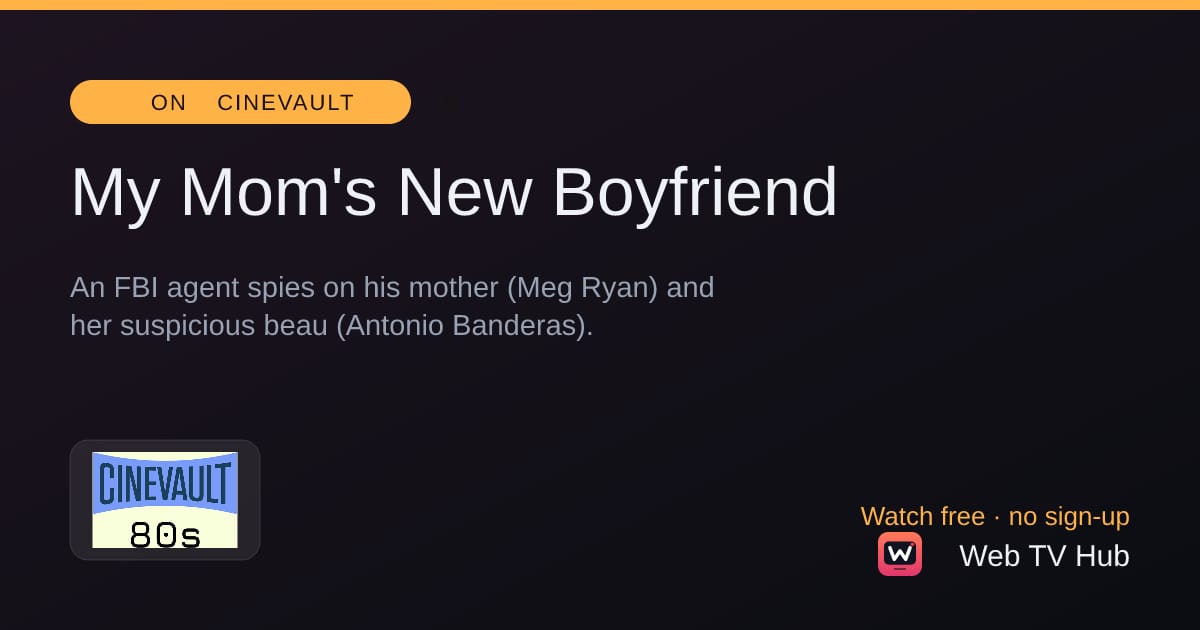 ON CINEVAULT
My Mom's New Boyfriend
An FBI agent spies on his mother (Meg Ryan) and
her suspicious beau (Antonio Banderas).
CINEVAULT
80s
Watch free · no sign-up
W
Web TV Hub